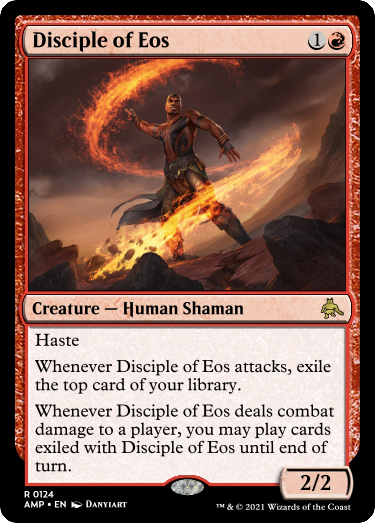 Disciple of Eos
1
Creature — Human Shaman
Haste
Whenever Disciple of Eos attacks, exile
the top card of your library.
Whenever Disciple of Eos deals combat
damage to a player, you may play cards
exiled with Disciple of Eos until end of
turn.
2/2
R 0124
AMP • EN Danyiart
™ & © 2021 Wizards of the Coast